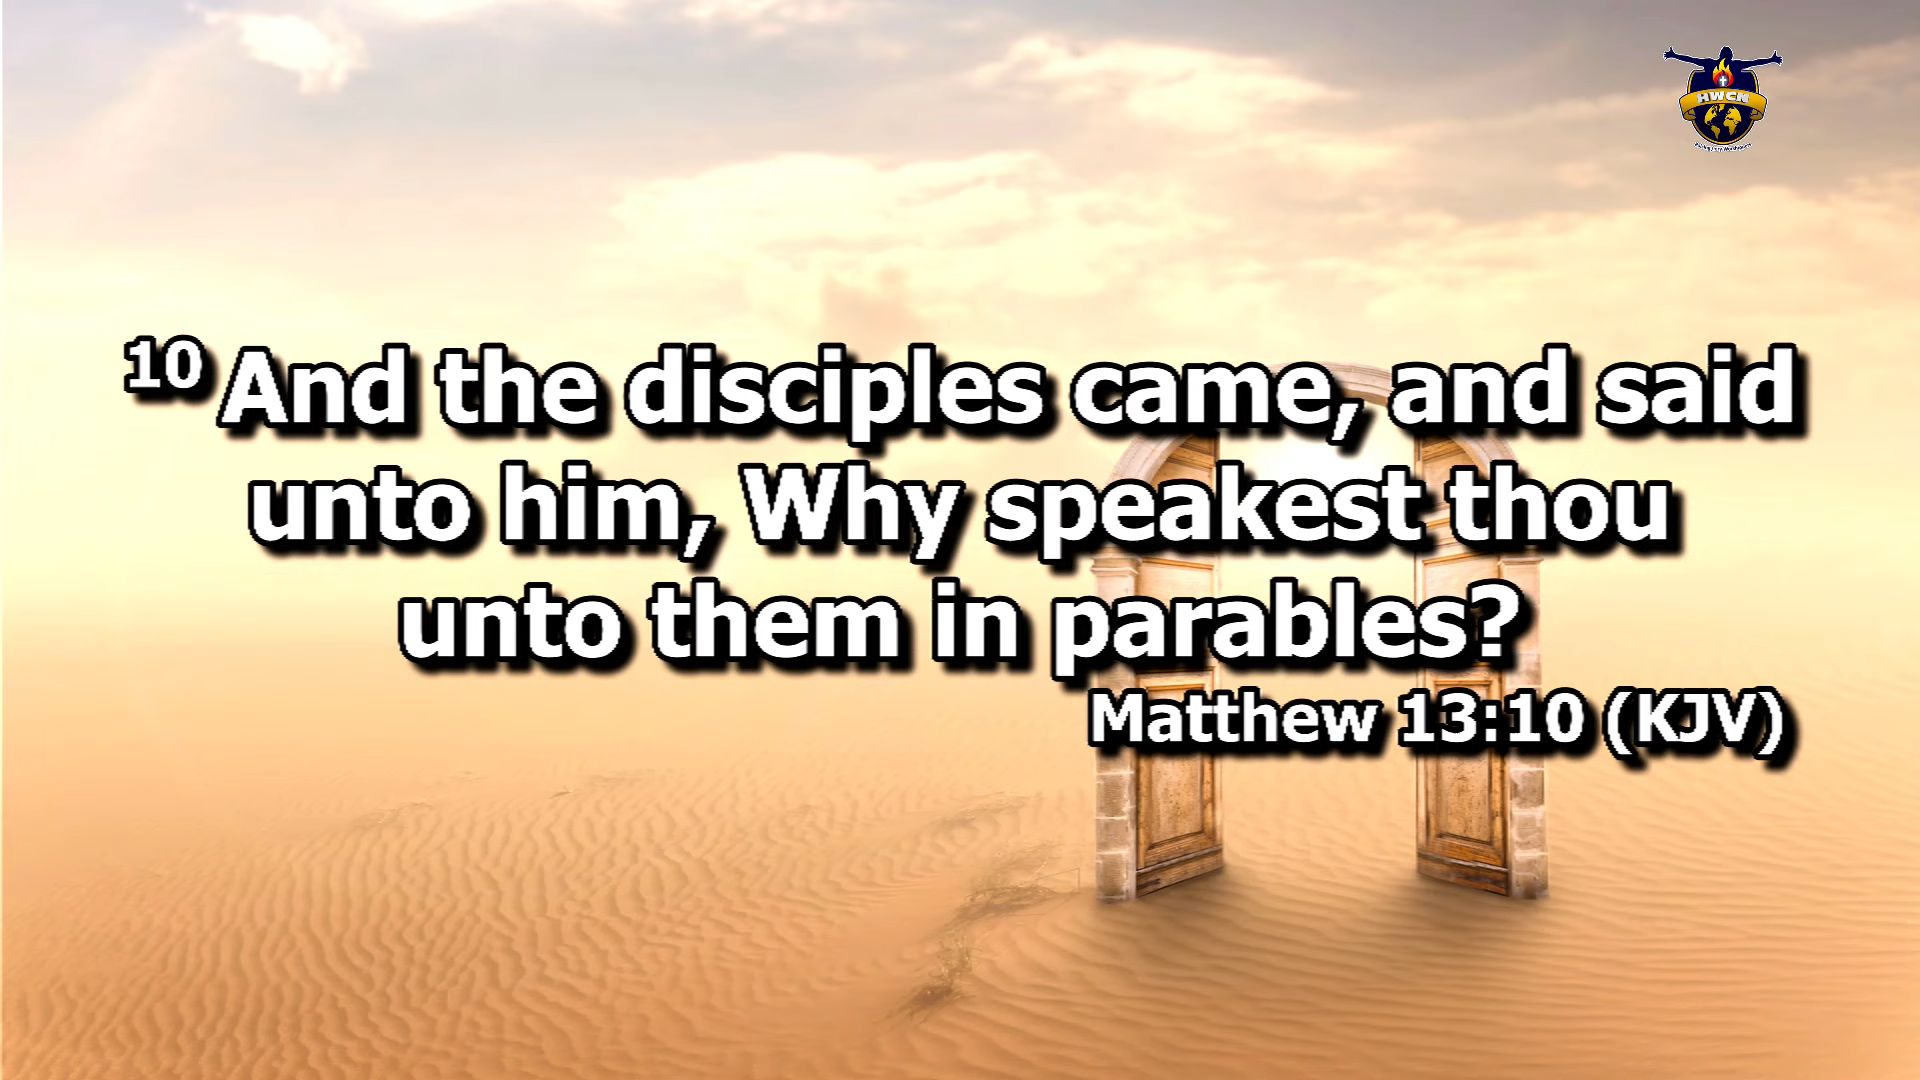 HWCN
10 And the disciples came, and said
unto him, Why speakest thou
unto them in parables?
Matthew 13:10 (KJV)